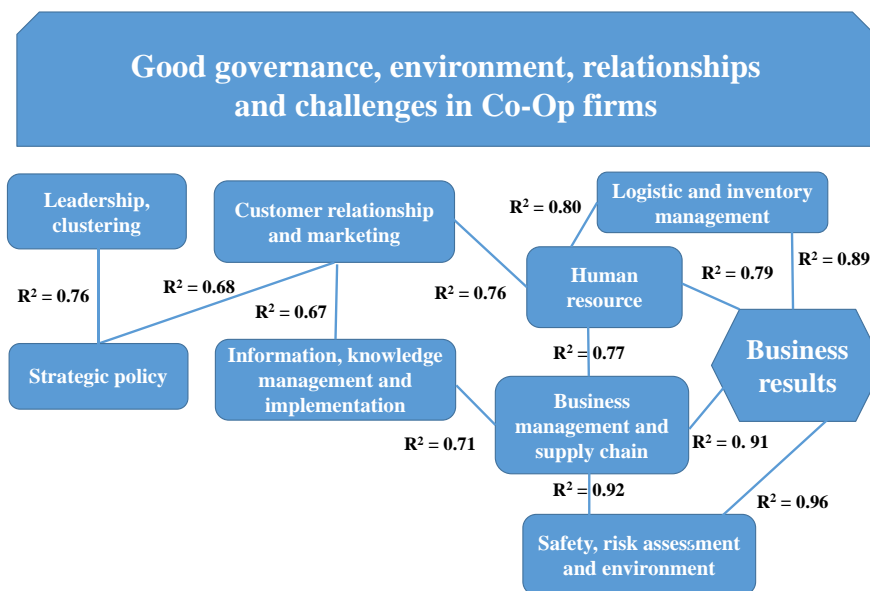 Good governance, environment, relationships
and challenges in Co-Op firms
Leadership,
clustering
Customer relationship
and marketing
Logistic and inventory
management
R² = 0.80
R² = 0.76
R² = 0.68
R² = 0.67
R² = 0.76
Human
resource
R² = 0.79
R² = 0.89
Strategic policy
Information, knowledge
management and
implementation
R² = 0.77
Business
results
R² = 0.71
Business
management and
supply chain
R² = 0. 91
R² = 0.92
R² = 0.96
Safety, risk assessment
and environment